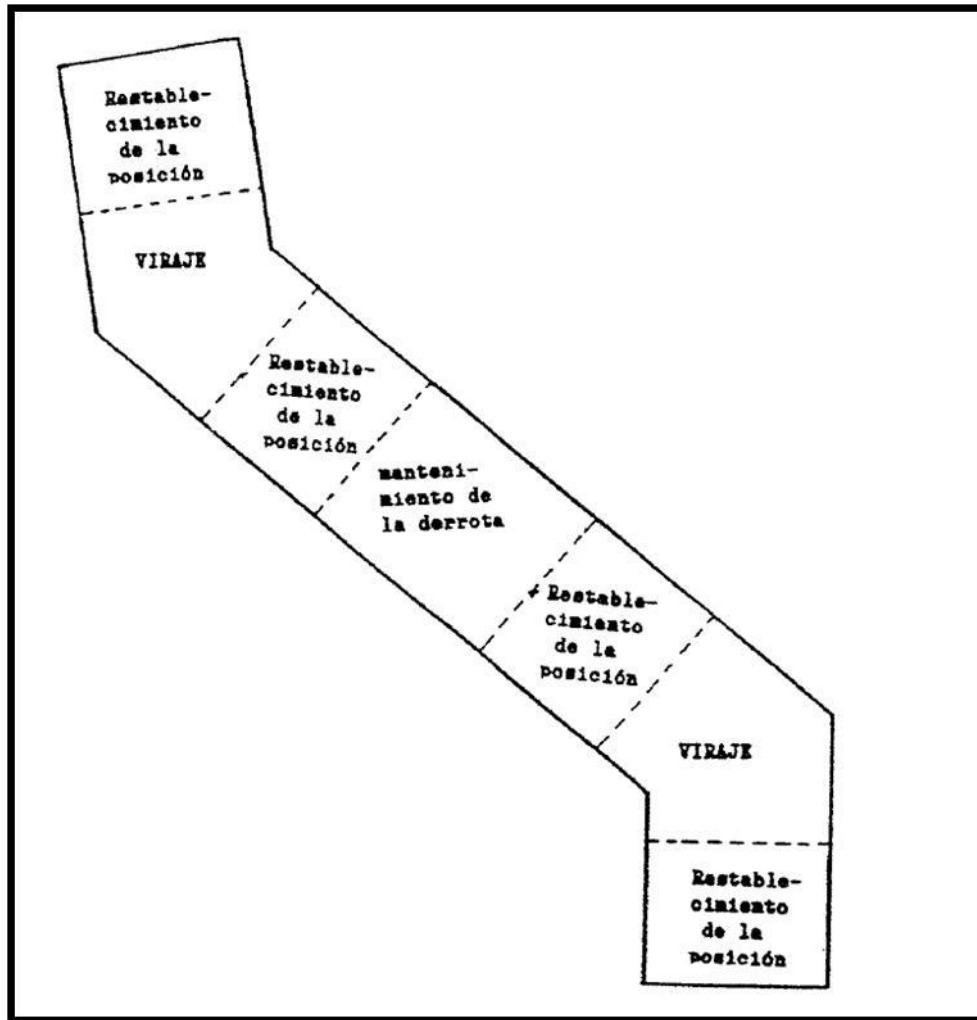 Restable-
cimiento
de la
posición
VIRAJE
Restable-
cimiento
de la
posición
manteni-
miento de
la derrota
Restable-
cimiento
de la
posición
VIRAJE
Restable-
cimiento
de la
posición